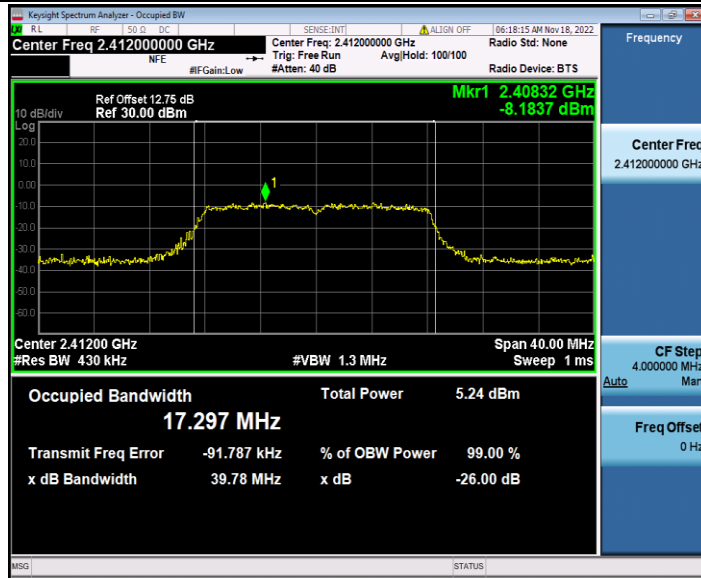 Keysight Spectrum Analyzer - Occupied BW
LXI RL RF 50 Ω DC SENSE:INT ALIGN OFF 06:18:15 AM Nov 18, 2022
Center Freq 2.412000000 GHz
NFE
#IFGain:Low
Center Freq: 2.412000000 GHz
Trig: Free Run Avg|Hold: 100/100
#Atten: 40 dB
Radio Std: None
Radio Device: BTS
Mkr1 2.40832 GHz
-8.1837 dBm
Ref Offset 12.75 dB
10 dB/div Ref 30.00 dBm
Log
20.0
10.0
0.00
-10.0
-20.0
-30.0
-40.0
-50.0
-60.0
1
Center 2.41200 GHz Span 40.00 MHz
#Res BW 430 kHz #VBW 1.3 MHz Sweep 1 ms
Occupied Bandwidth Total Power 5.24 dBm
17.297 MHz
Transmit Freq Error -91.787 kHz % of OBW Power 99.00 %
x dB Bandwidth 39.78 MHz x dB -26.00 dB
MSG STATUS
Frequency
Center Freq
2.412000000 GHz
CF Step
4.000000 MHz
Auto Man
Freq Offset
0 Hz